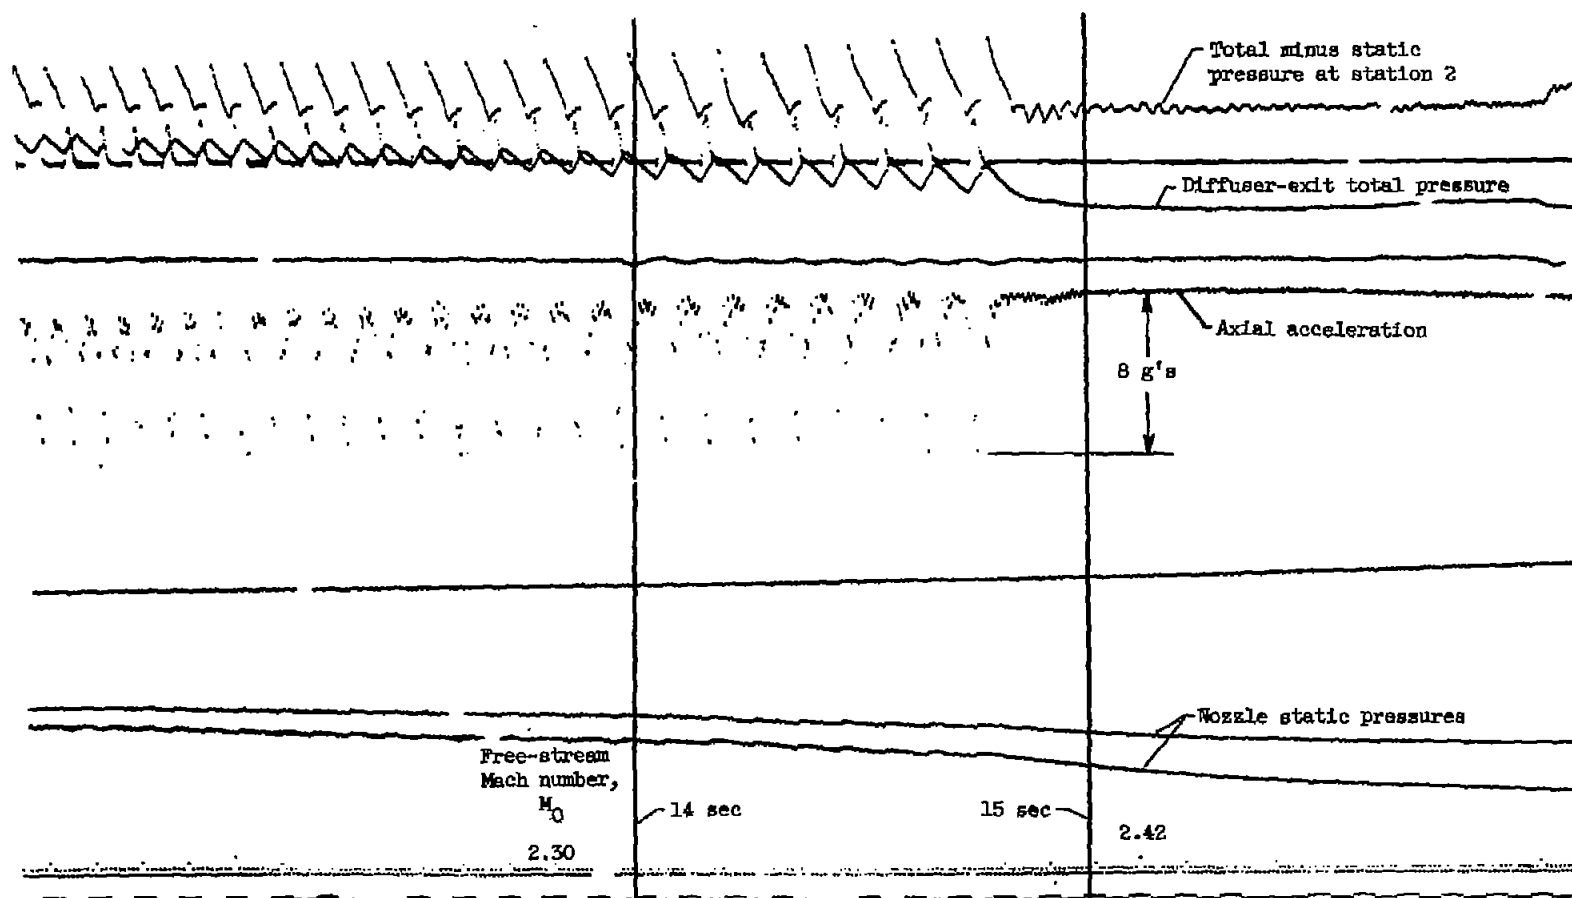 Total minus static
pressure at station 2
Diffuser-exit total pressure
Axial acceleration
8 g's
Nozzle static pressures
Free-stream
Mach number,
M0
14 sec
15 sec
2.42
2.30